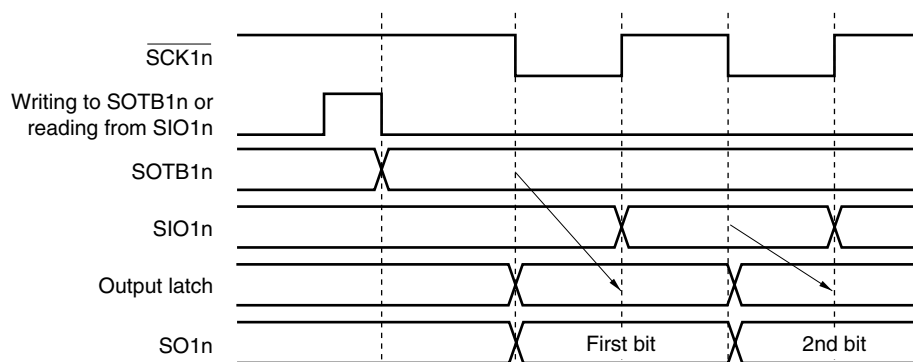 SCK1n
Writing to SOTB1n or
reading from SIO1n
SOTB1n
SIO1n
Output latch
SO1n
First bit
2nd bit